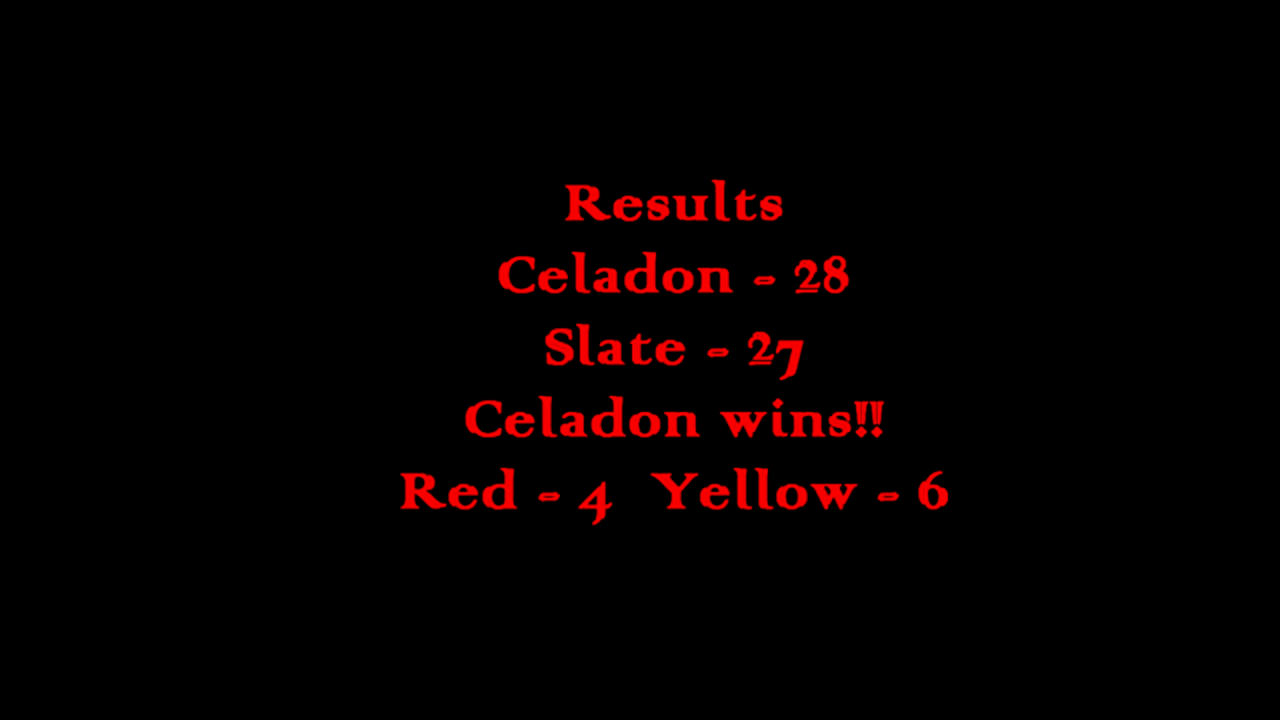 Results
Celadon - 28
Slate - 27
Celadon wins!!
Red - 4 Yellow - 6